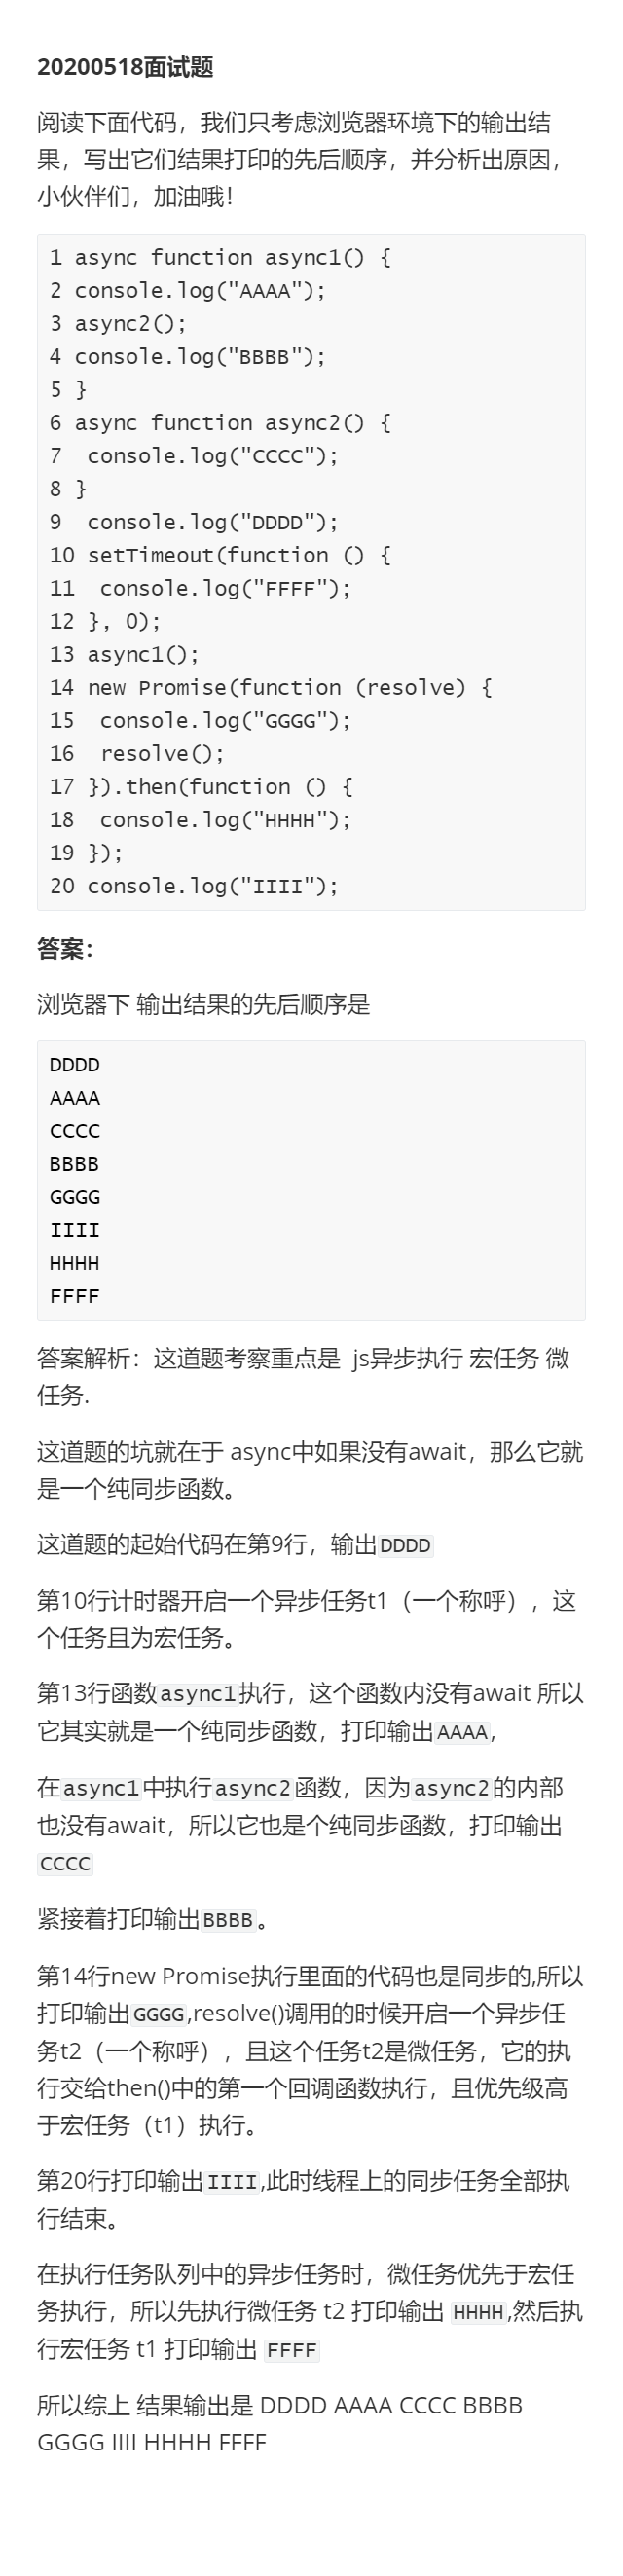 20200518面试题
阅读下面代码，我们只考虑浏览器环境下的输出结
果，写出它们结果打印的先后顺序，并分析出原因，
小伙伴们，加油哦！
1 async function async1() {
2 console.log("AAAA");
3 async2();
4 console.log("BBBB");
5 }
6 async function async2() {
7  console.log("CCCC");
8 }
9  console.log("DDDD");
10 setTimeout(function () {
11  console.log("FFFF");
12 }, 0);
13 async1();
14 new Promise(function (resolve) {
15  console.log("GGGG");
16  resolve();
17 }).then(function () {
18  console.log("HHHH");
19 });
20 console.log("IIII");
答案：
浏览器下 输出结果的先后顺序是
DDDD
AAAA
CCCC
BBBB
GGGG
IIII
HHHH
FFFF
答案解析：这道题考察重点是 js异步执行 宏任务 微
任务.
这道题的坑就在于 async中如果没有await，那么它就
是一个纯同步函数。
这道题的起始代码在第9行，输出DDDD
第10行计时器开启一个异步任务t1（一个称呼），这
个任务且为宏任务。
第13行函数async1执行，这个函数内没有await 所以
它其实就是一个纯同步函数，打印输出AAAA,
在async1中执行async2函数，因为async2的内部
也没有await，所以它也是个纯同步函数，打印输出
CCCC
紧接着打印输出BBBB。
第14行new Promise执行里面的代码也是同步的,所以
打印输出GGGG,resolve()调用的时候开启一个异步任
务t2（一个称呼），且这个任务t2是微任务，它的执
行交给then()中的第一个回调函数执行，且优先级高
于宏任务（t1）执行。
第20行打印输出IIII,此时线程上的同步任务全部执
行结束。
在执行任务队列中的异步任务时，微任务优先于宏任
务执行，所以先执行微任务 t2 打印输出 HHHH,然后执
行宏任务 t1 打印输出 FFFF
所以综上 结果输出是 DDDD AAAA CCCC BBBB
GGGG IIII HHHH FFFF